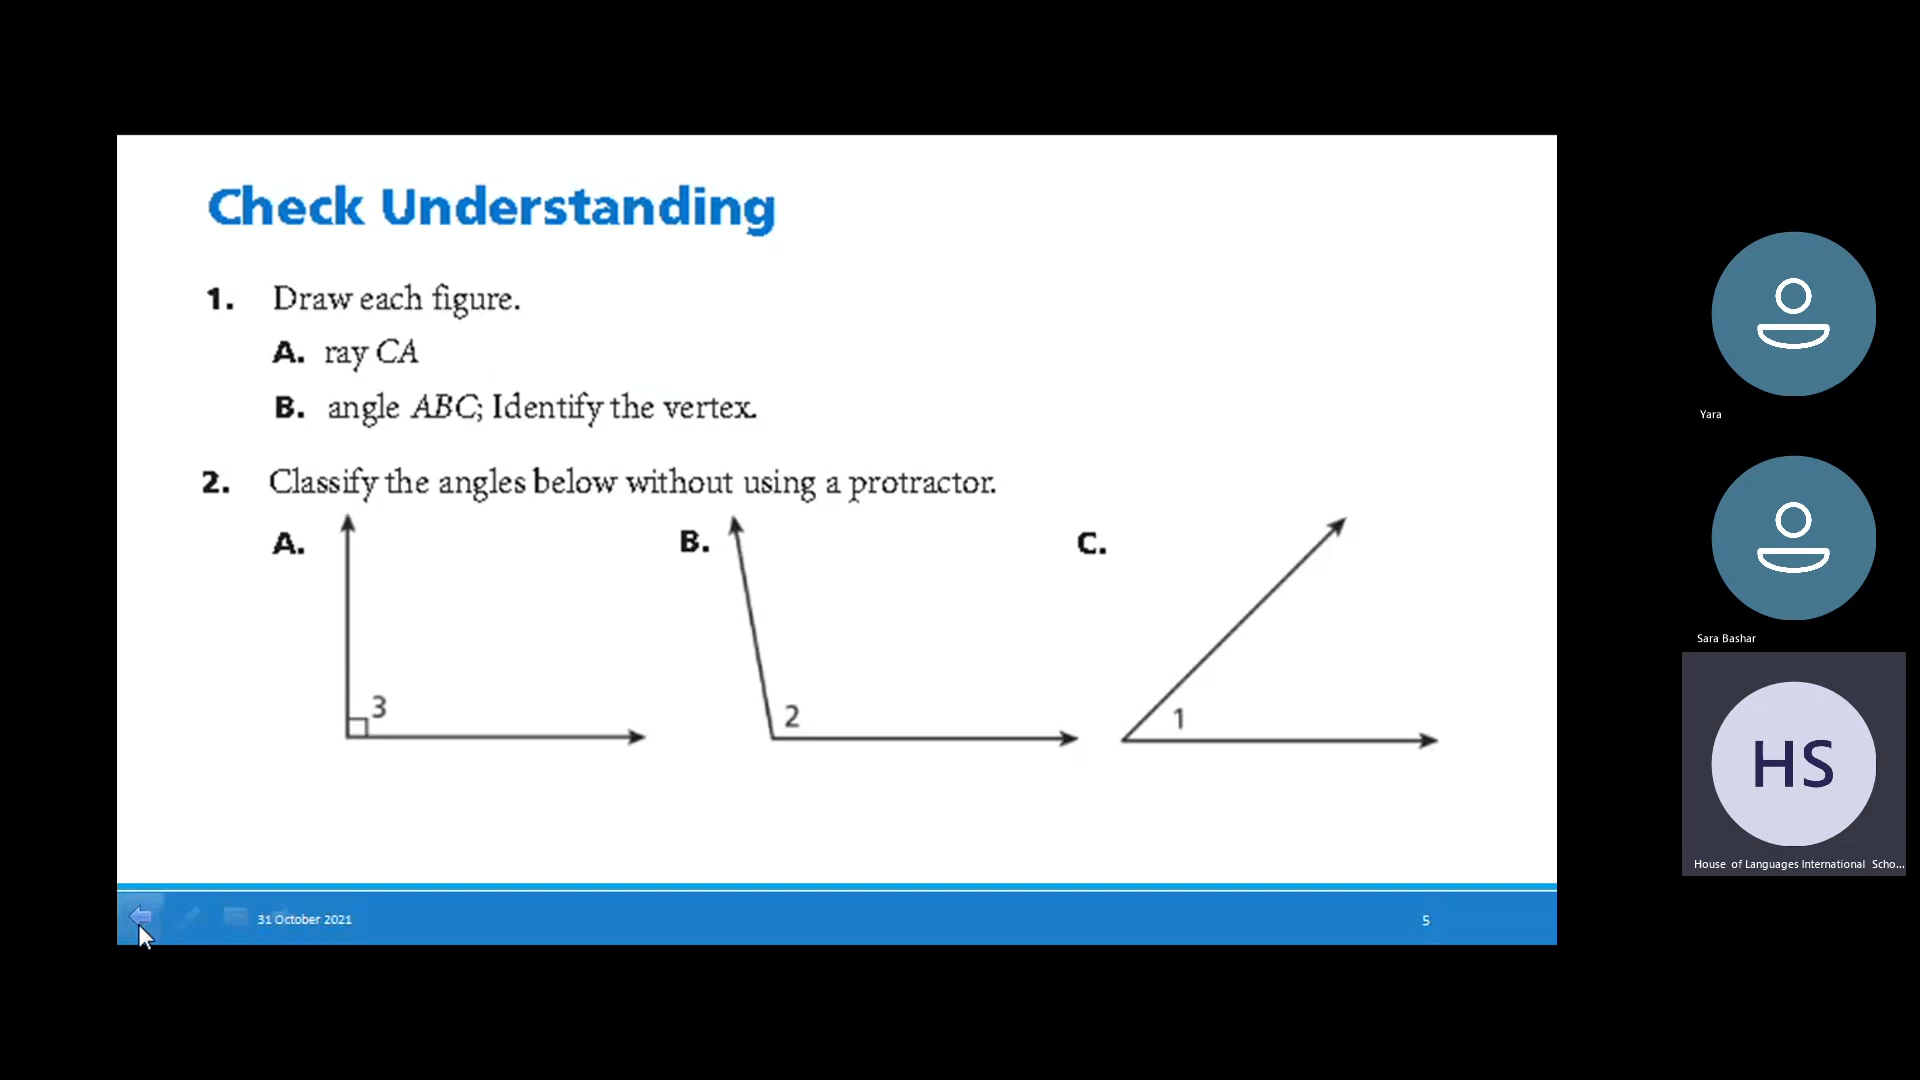 Check Understanding
1. Draw each figure.
A. ray CA
B. angle ABC; Identify the vertex.
2. Classify the angles below without using a protractor.
A. B. C.
3 2 1
31 October 2021 5
Yara
Sara Bashar
HS
House of Languages International Scho...